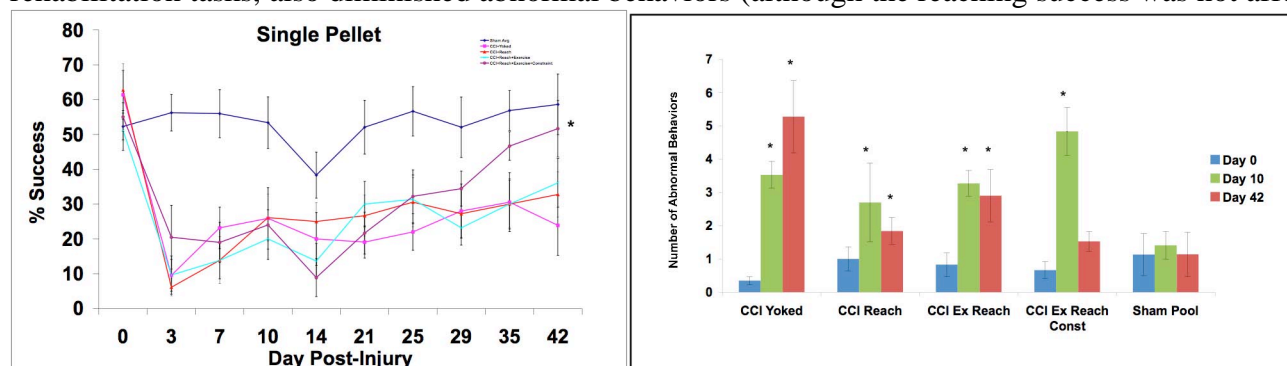 rehabilitation tasks, also diminished abnormal behaviors (although the reaching success was not
Single Pellet
Sham Avg
CCI+Yoked
CCI+Reach
CCI+Reach+Exercise
CCI+Reach+Exercise+Constraint
80
70
60
50
40
30
20
10
0
% Success
*
0 3 7 10 14 21 25 29 35 42
Day Post-Injury
7
6
5
4
3
2
1
0
Number of Abnormal Behaviors
* * * * * * *
Day 0
Day 10
Day 42
CCI Yoked CCI Reach CCI Ex Reach CCI Ex Reach Const Sham Pool